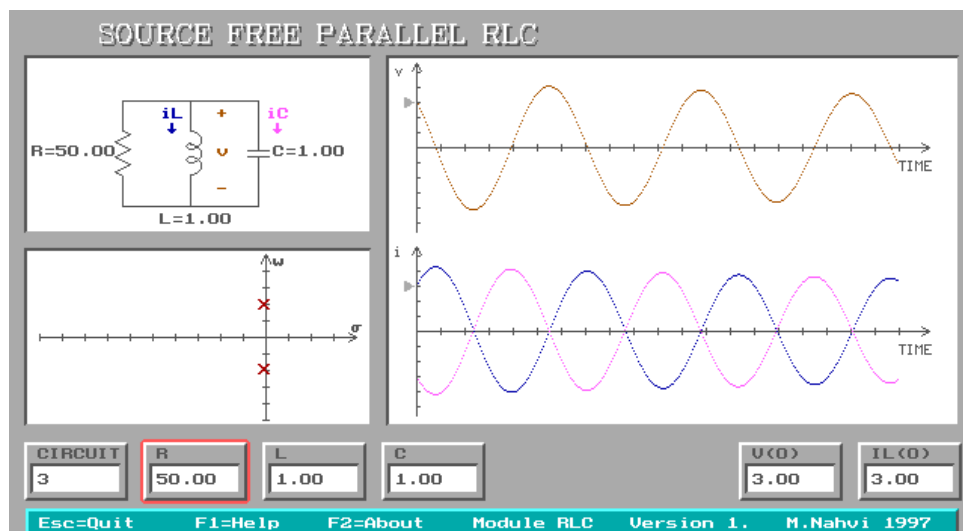 SOURCE FREE PARALLEL RLC
iL + iC
R=50.00 v C=1.00
−
L=1.00
v
TIME
w
σ
i
TIME
CIRCUIT R L C V(O) IL(O)
3 50.00 1.00 1.00 3.00 3.00
Esc=Quit F1=Help F2=About Module RLC Version 1. M.Nahvi 1997